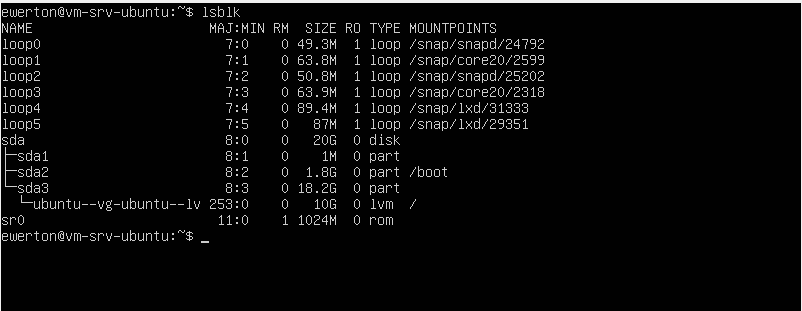 ewerton@vm-srv-ubuntu:~$ lsblk
NAME                      MAJ:MIN RM  SIZE RO TYPE MOUNTPOINTS
loop0                       7:0    0 49.3M  1 loop /snap/snapd/24792
loop1                       7:1    0 63.8M  1 loop /snap/core20/2599
loop2                       7:2    0 50.8M  1 loop /snap/snapd/25202
loop3                       7:3    0 63.9M  1 loop /snap/core20/2318
loop4                       7:4    0 89.4M  1 loop /snap/lxd/31333
loop5                       7:5    0   87M  1 loop /snap/lxd/29351
sda                         8:0    0   20G  0 disk
├─sda1                      8:1    0    1M  0 part
├─sda2                      8:2    0  1.8G  0 part /boot
└─sda3                      8:3    0 18.2G  0 part
  └─ubuntu--vg-ubuntu--lv 253:0    0   10G  0 lvm  /
sr0                        11:0    1 1024M  0 rom
ewerton@vm-srv-ubuntu:~$ _